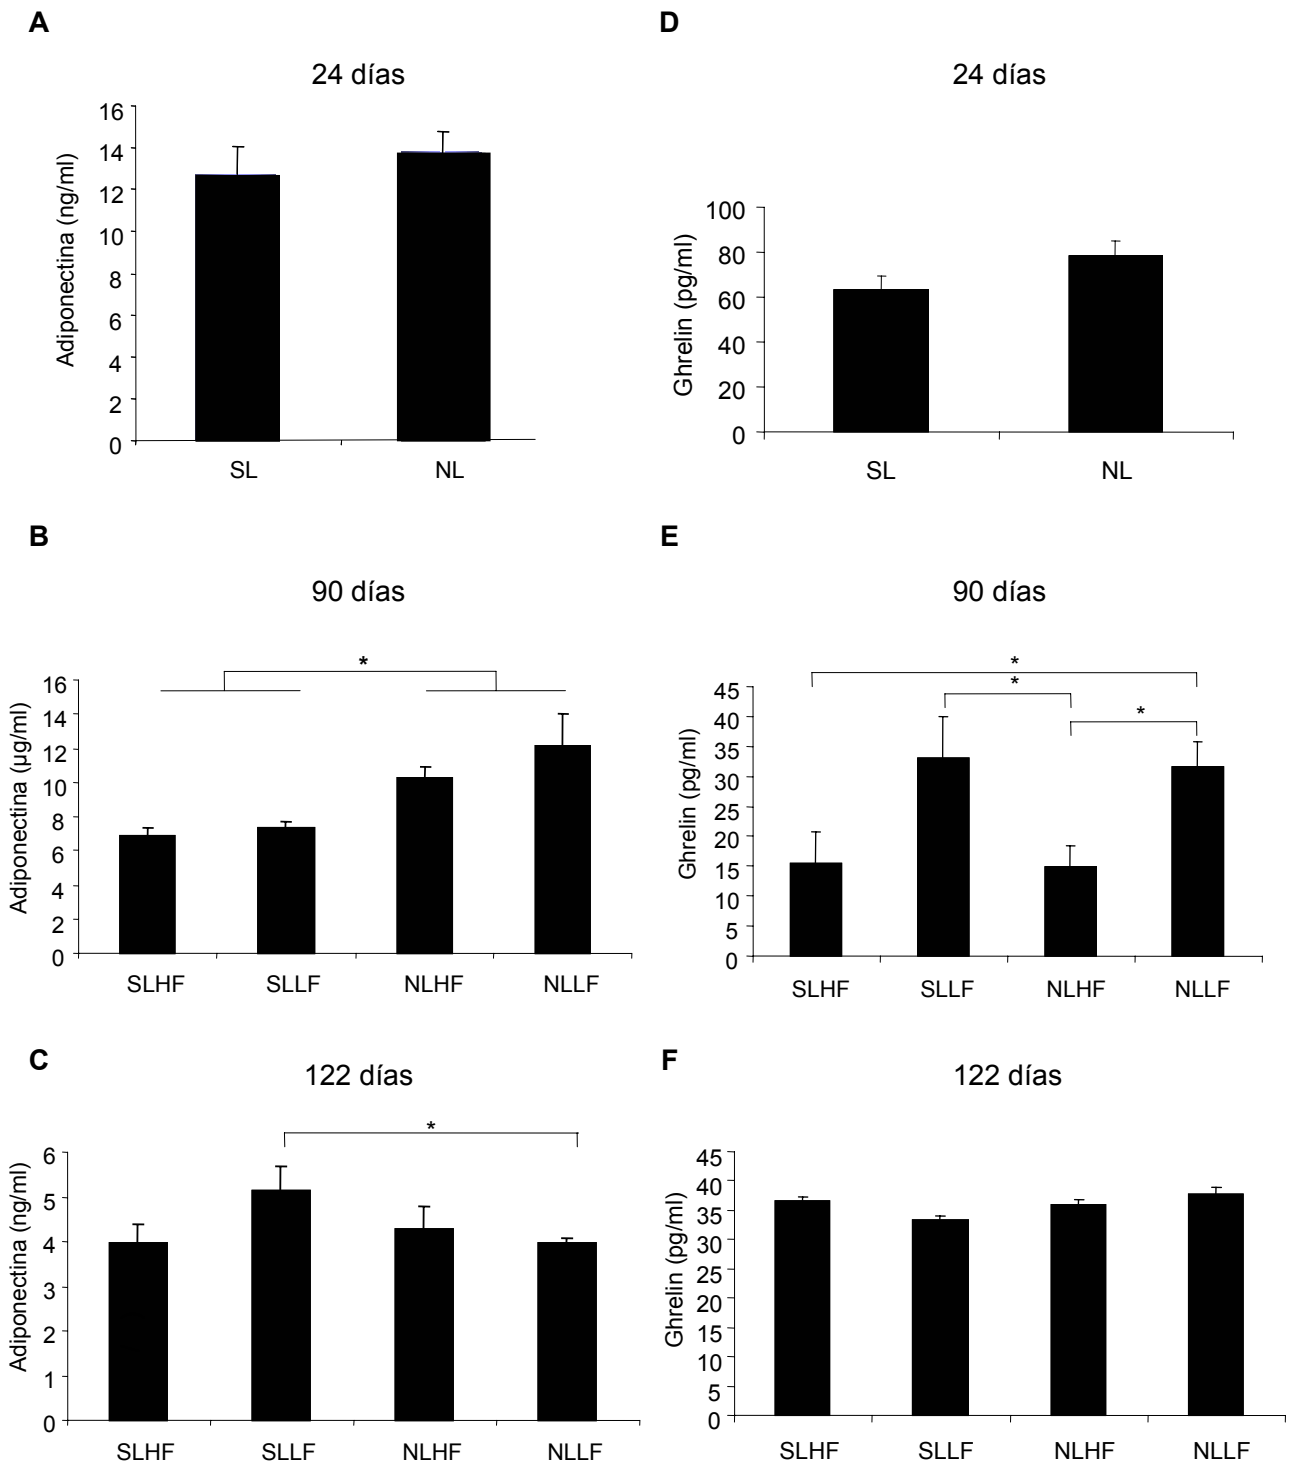 A
24 días
Adiponectina (ng/ml)
16
14
12
10
8
6
4
2
0
SL NL
D
24 días
Ghrelin (pg/ml)
100
80
60
40
20
0
SL NL
B
90 días
*
Adiponectina (µg/ml)
16
14
12
10
8
6
4
2
0
SLHF SLLF NLHF NLLF
E
90 días
*
*
*
Ghrelin (pg/ml)
45
40
35
30
25
20
15
10
5
0
SLHF SLLF NLHF NLLF
C
122 días
*
Adiponectina (ng/ml)
6
5
4
3
2
1
0
SLHF SLLF NLHF NLLF
F
122 días
Ghrelin (pg/ml)
45
40
35
30
25
20
15
10
5
0
SLHF SLLF NLHF NLLF